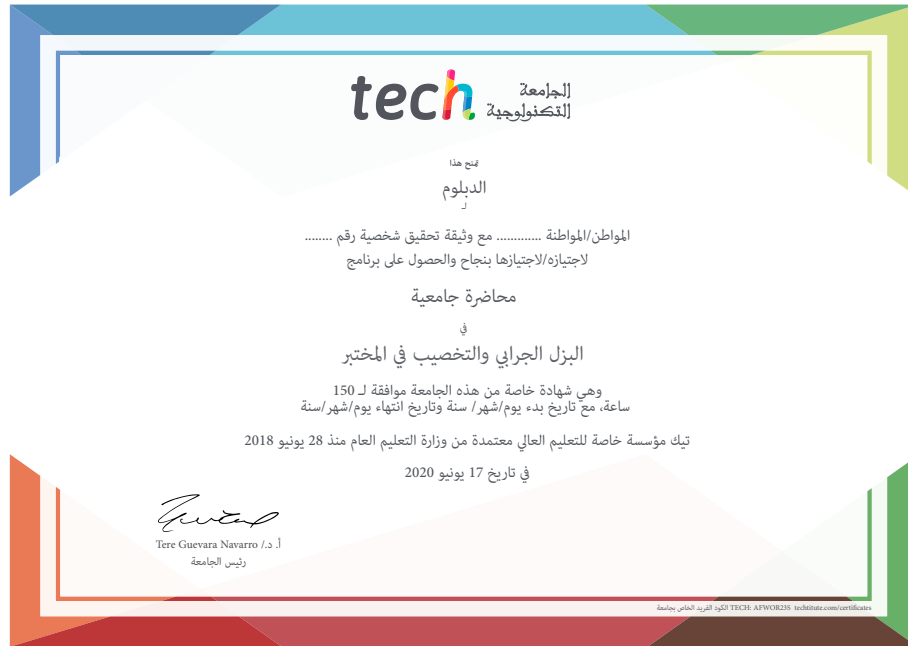 tech الجامعة
التكنولوجية
يمنح هذا
الدبلوم
لـ
المواطن/المواطنة ............. مع وثيقة تحقيق شخصية رقم ........
لاجتيازه/لاجتيازها بنجاح والحصول على برنامج
محاضرة جامعية
في
البزل الجرابي والتخصيب في المختبر
وهي شهادة خاصة من هذه الجامعة موافقة لـ 150
ساعة، مع تاريخ بدء يوم/شهر/ سنة وتاريخ انتهاء يوم/شهر/سنة
تيك مؤسسة خاصة للتعليم العالي معتمدة من وزارة التعليم العام منذ 28 يونيو 2018
في تاريخ 17 يونيو 2020
أ. د./ Tere Guevara Navarro
رئيس الجامعة
الكود الفريد الخاص بجامعة TECH: AFWOR23S techtitute.com/certificates